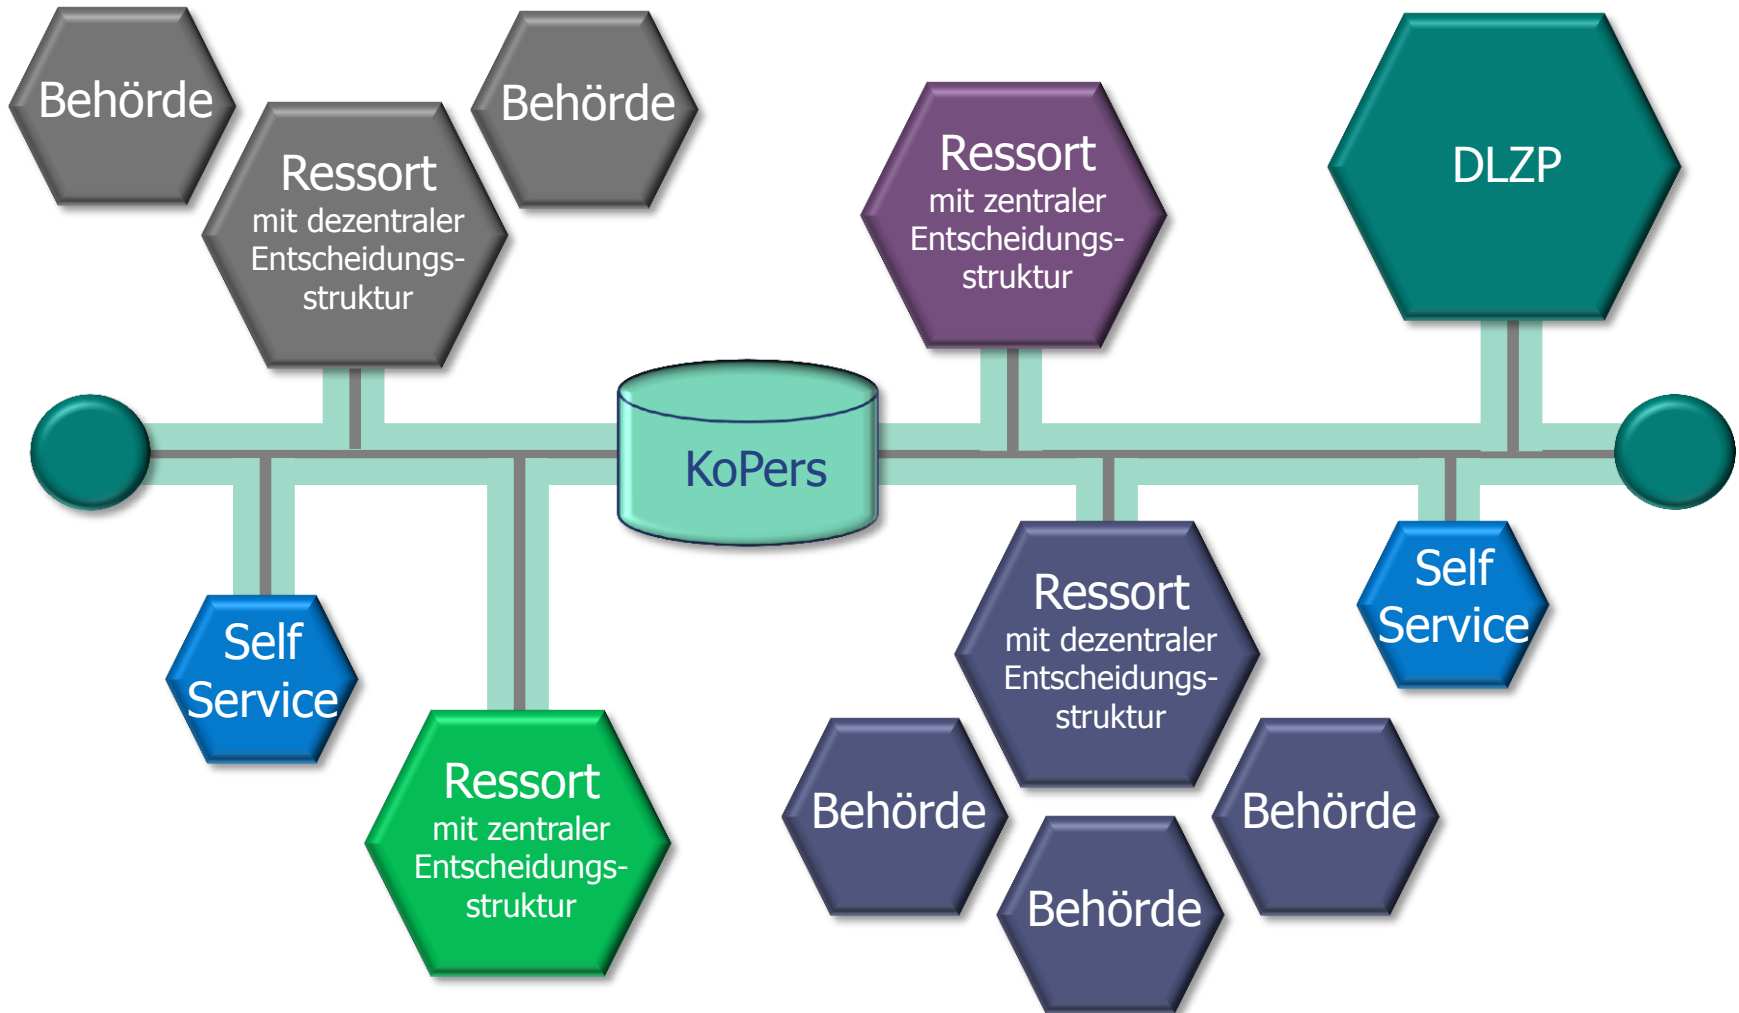 Behörde
Behörde
Ressort
mit dezentraler
Entscheidungs-
struktur
Ressort
mit zentraler
Entscheidungs-
struktur
DLZP
KoPers
Self
Service
Ressort
mit zentraler
Entscheidungs-
struktur
Ressort
mit dezentraler
Entscheidungs-
struktur
Behörde
Behörde
Behörde
Self
Service